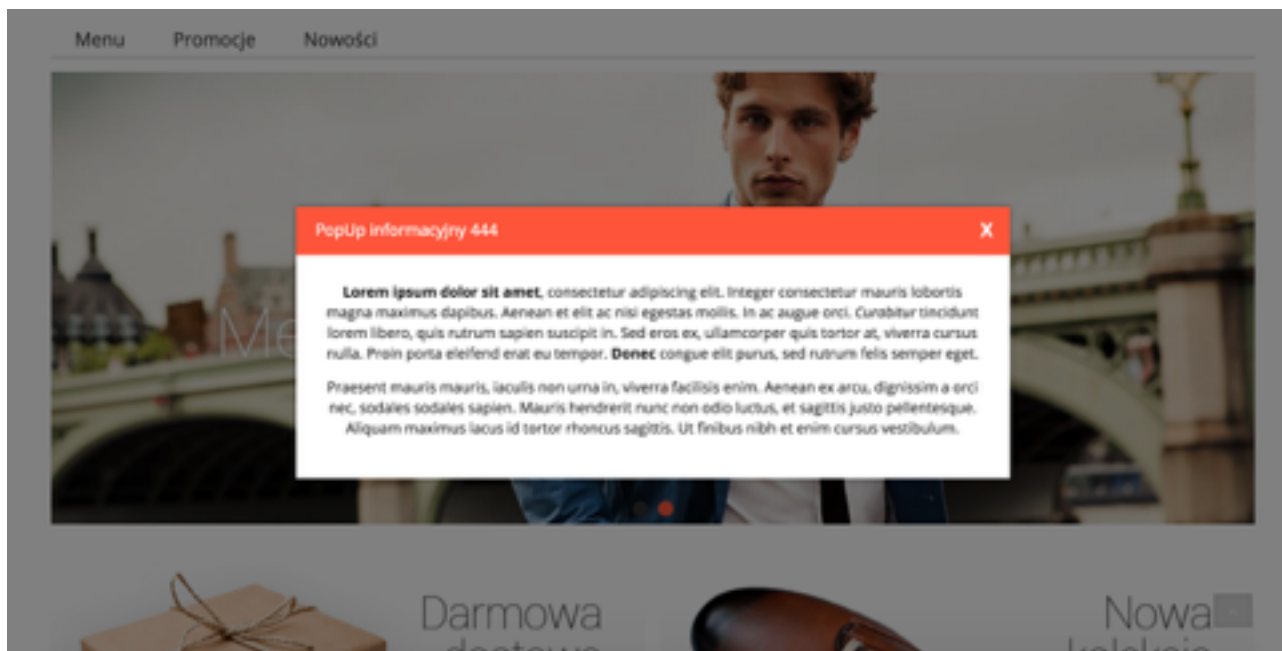 Menu Promocje Nowości
PopUp informacyjny 444 X
Lorem ipsum dolor sit amet, consectetur adipiscing elit. Integer consectetur mauris lobortis
magna maximus dapibus. Aenean et elit ac nisi egestas mollis. In ac augue orci. Curabitur tincidunt
lorem libero, quis rutrum sapien suscipit in. Sed eros ex, ullamcorper quis tortor at, viverra cursus
nulla. Proin porta eleifend erat eu tempor. Donec congue elit purus, sed rutrum felis semper eget.
Praesent mauris mauris, iaculis non urna in, viverra facilisis enim. Aenean ex arcu, dignissim a orci
nec, sodales sodales sapien. Mauris hendrerit nunc non odio luctus, et sagittis justo pellentesque.
Aliquam maximus lacus id tortor rhoncus sagittis. Ut finibus nibh et enim cursus vestibulum.
Me
Darmowa
Nowa